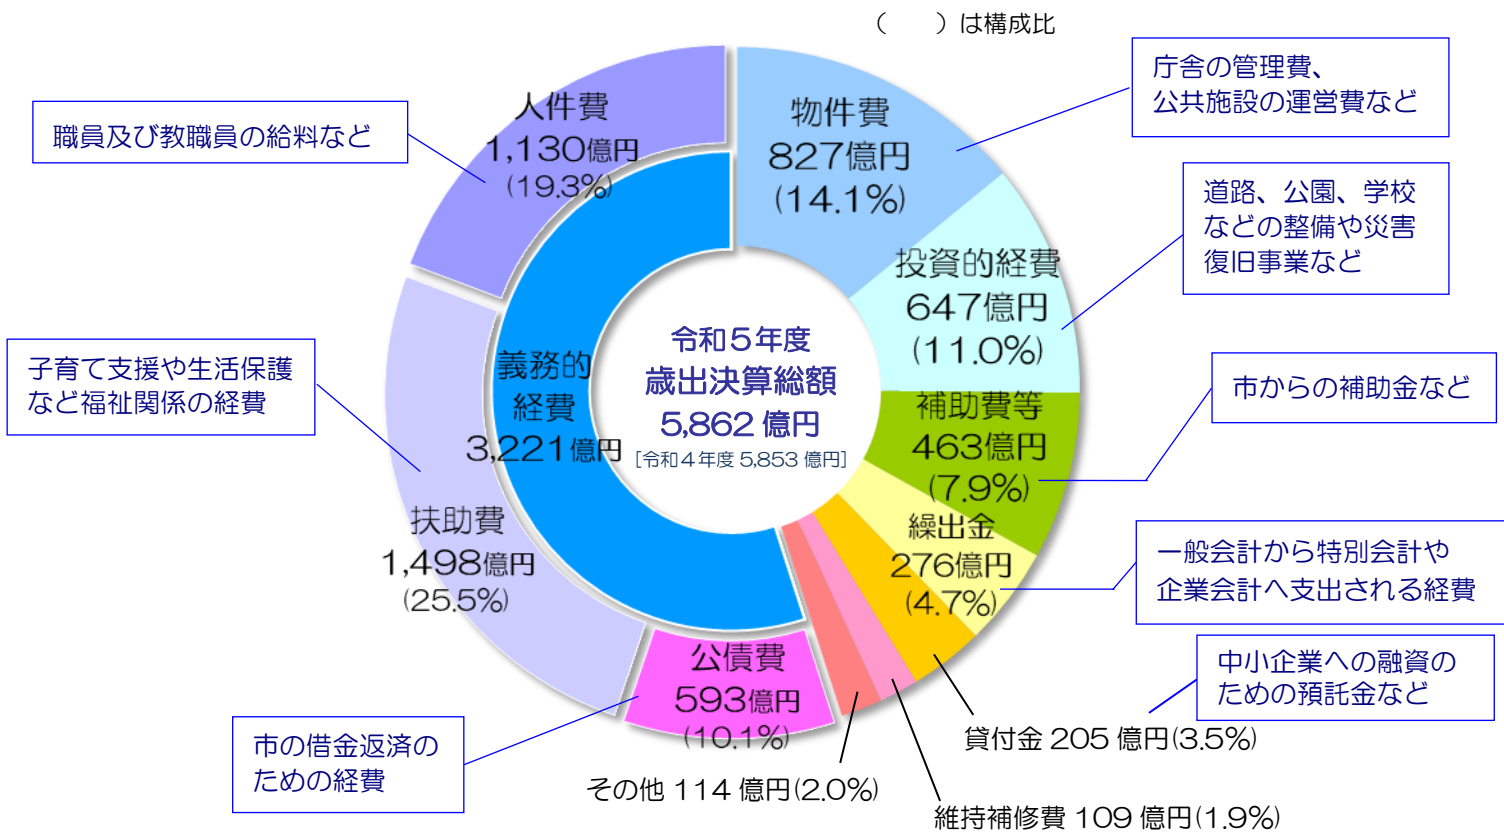 （　　）は構成比
庁舎の管理費、
公共施設の運営費など
人件費
1,130億円
(19.3%)
物件費
827億円
(14.1%)
職員及び教職員の給料など
道路、公園、学校
などの整備や災害
復旧事業など
投資的経費
647億円
(11.0%)
令和５年度
歳出決算総額
5,862 億円
[令和４年度 5,853 億円]
義務的
経費
3,221億円
子育て支援や生活保護
など福祉関係の経費
市からの補助金など
補助費等
463億円
(7.9%)
扶助費
1,498億円
(25.5%)
繰出金
276億円
(4.7%)
一般会計から特別会計や
企業会計へ支出される経費
公債費
593億円
(10.1%)
中小企業への融資の
ための預託金など
貸付金 205 億円(3.5%)
市の借金返済の
ための経費
その他 114 億円(2.0%)
維持補修費 109 億円(1.9%)